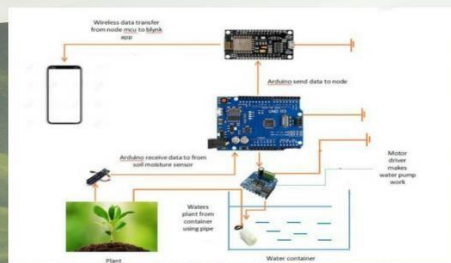 Wireless data transfer
from node mcu to blynk
app
Arduino send data to node
Arduino receive data to from
soil moisture sensor
Motor
driver
makes
water pump
work
Waters
plant from
container
using pipe
Plant
Water container